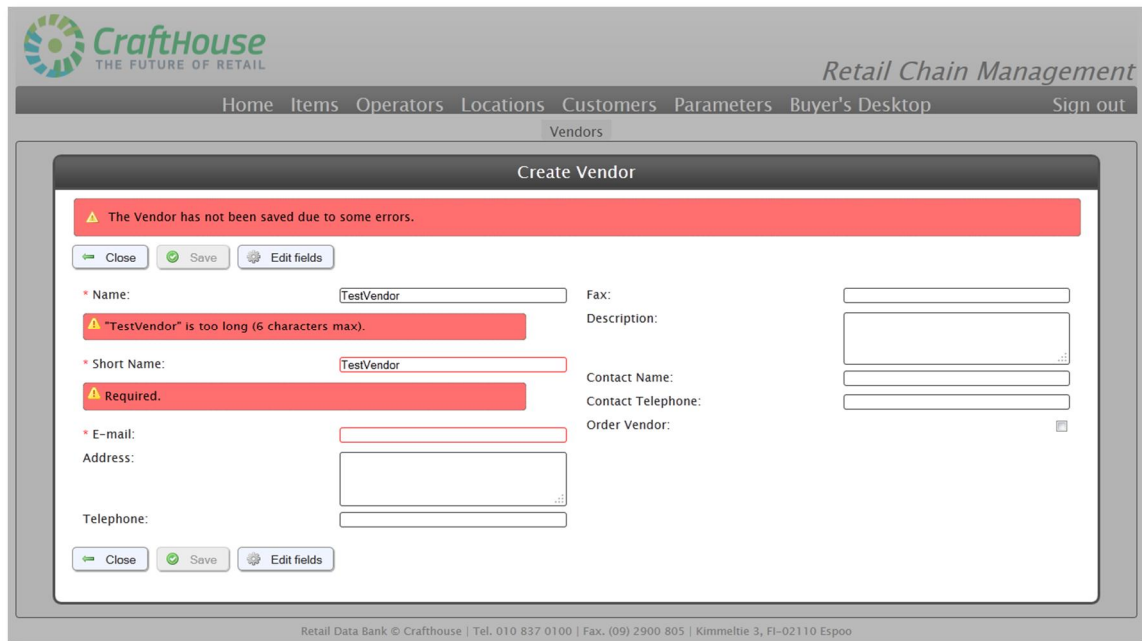 CraftHouse
THE FUTURE OF RETAIL
Retail Chain Management
Home Items Operators Locations Customers Parameters Buyer's Desktop Sign out
Vendors
Create Vendor
The Vendor has not been saved due to some errors.
Close Save Edit fields
* Name: TestVendor
"TestVendor" is too long (6 characters max).
* Short Name: TestVendor
Required.
* E-mail:
Address:
Telephone:
Fax:
Description:
Contact Name:
Contact Telephone:
Order Vendor:
Close Save Edit fields
Retail Data Bank © Crafthouse | Tel. 010 837 0100 | Fax. (09) 2900 805 | Kimmeltie 3, FI-02110 Espoo